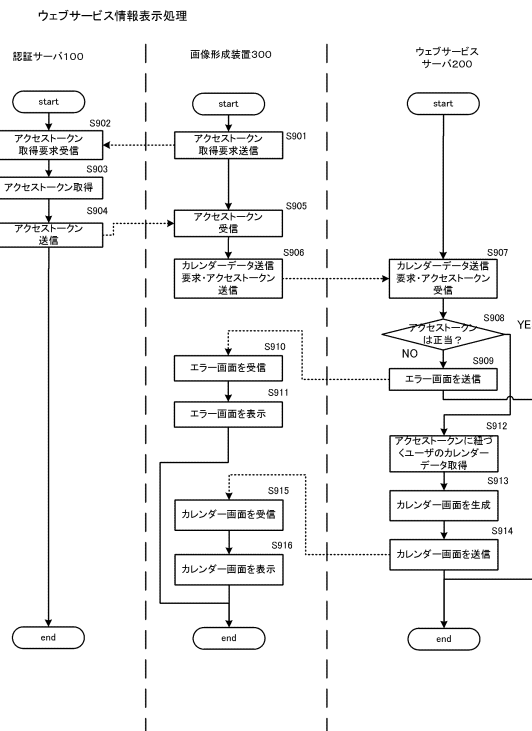 ウェブサービス情報表示処理
認証サーバ100
画像形成装置300
ウェブサービス
サーバ200
start
start
start
S902
アクセストークン
取得要求受信
S901
アクセストークン
取得要求送信
S903
アクセストークン取得
S904
アクセストークン
送信
S905
アクセストークン
受信
S906
カレンダーデータ送信
要求・アクセストークン
送信
S907
カレンダーデータ送信
要求・アクセストークン
受信
S908
アクセストークン
は正当？
YE
NO
S909
エラー画面を送信
S910
エラー画面を受信
S911
エラー画面を表示
S912
アクセストークンに紐づ
くユーザのカレンダー
データ取得
S913
カレンダー画面を生成
S914
カレンダー画面を送信
S915
カレンダー画面を受信
S916
カレンダー画面を表示
end
end
end